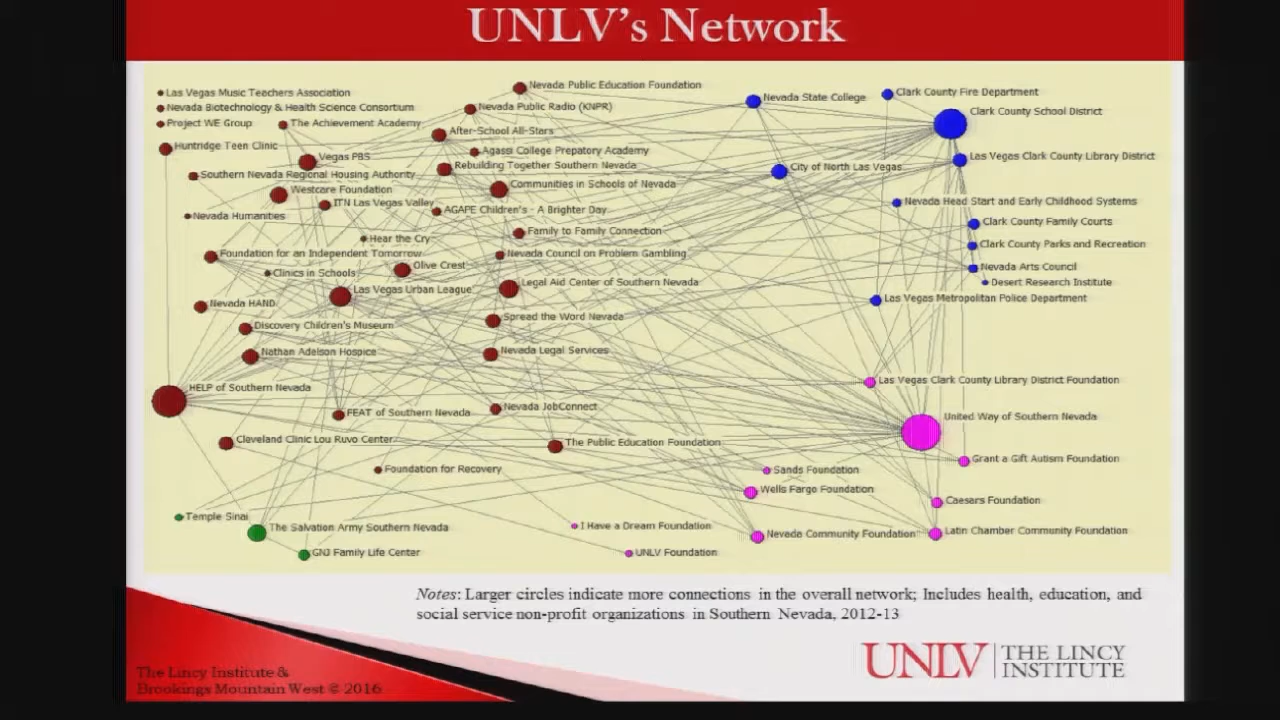 UNLV's Network
Las Vegas Music Teachers Association
Nevada Biotechnology & Health Science Consortium
Project WE Group
The Achievement Academy
Huntridge Teen Clinic
Vegas PBS
Southern Nevada Regional Housing Authority
Westcare Foundation
ITN Las Vegas Valley
Nevada Humanities
Hear the Cry
Foundation for an Independent Tomorrow
Olive Crest
Clinics in Schools
Las Vegas Urban League
Nevada HAND
Discovery Children's Museum
Nathan Adelson Hospice
HELP of Southern Nevada
FEAT of Southern Nevada
Cleveland Clinic Lou Ruvo Center
Foundation for Recovery
Temple Sinai
The Salvation Army Southern Nevada
GNJ Family Life Center
Nevada Public Education Foundation
Nevada Public Radio (KNPR)
After-School All-Stars
Agassi College Prepatory Academy
Rebuilding Together Southern Nevada
Communities in Schools of Nevada
AGAPE Children's - A Brighter Day
Family to Family Connection
Nevada Council on Problem Gambling
Legal Aid Center of Southern Nevada
Spread the Word Nevada
Nevada Legal Services
Nevada JobConnect
The Public Education Foundation
I Have a Dream Foundation
UNLV Foundation
Nevada State College
Clark County Fire Department
Clark County School District
Las Vegas Clark County Library District
City of North Las Vegas
Nevada Head Start and Early Childhood Systems
Clark County Family Courts
Clark County Parks and Recreation
Nevada Arts Council
Desert Research Institute
Las Vegas Metropolitan Police Department
Las Vegas Clark County Library District Foundation
United Way of Southern Nevada
Grant a Gift Autism Foundation
Sands Foundation
Wells Fargo Foundation
Caesars Foundation
Nevada Community Foundation
Latin Chamber Community Foundation
Notes: Larger circles indicate more connections in the overall network; Includes health, education, and
social service non-profit organizations in Southern Nevada, 2012-13
The Lincy Institute &
Brookings Mountain West © 2016
UNLV THE LINCY
INSTITUTE